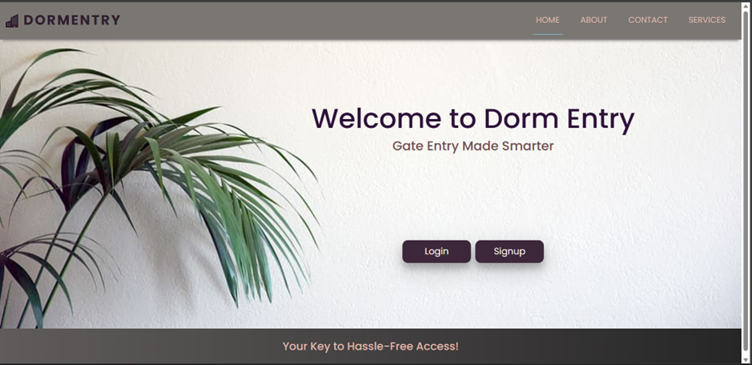 DORMENTRY
HOME ABOUT CONTACT SERVICES
Welcome to Dorm Entry
Gate Entry Made Smarter
Login Signup
Your Key to Hassle-Free Access!